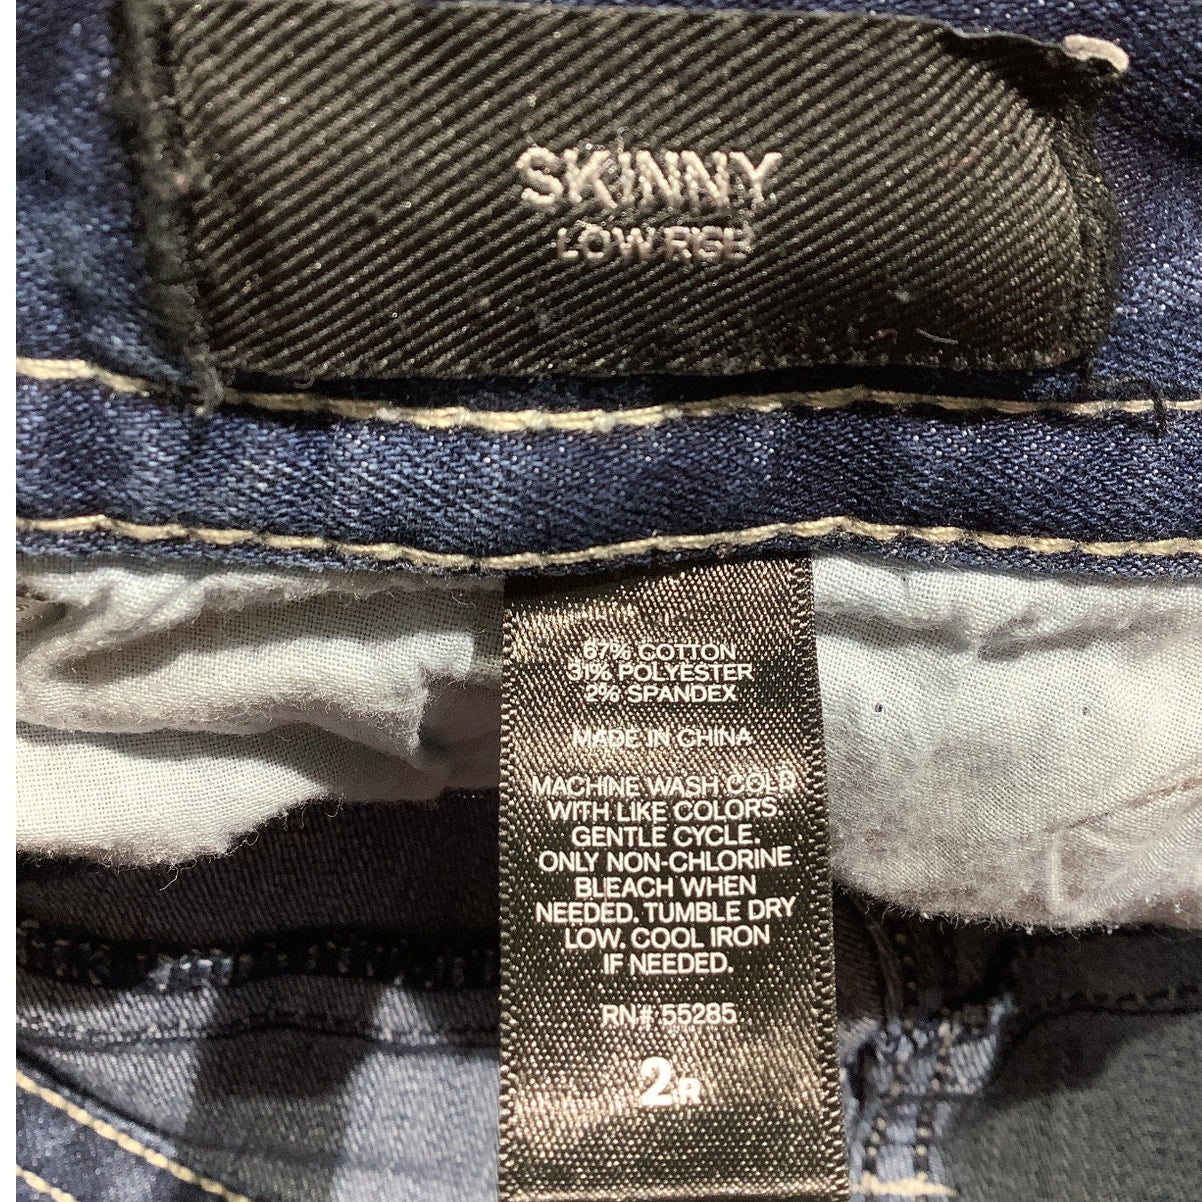 SKINNY
LOW RISE
67% COTTON
31% POLYESTER
2% SPANDEX
MADE IN CHINA
MACHINE WASH COLD
WITH LIKE COLORS
GENTLE CYCLE.
ONLY NON-CHLORINE
BLEACH WHEN
NEEDED. TUMBLE DRY
LOW. COOL IRON
IF NEEDED.
RN# 55285
2R